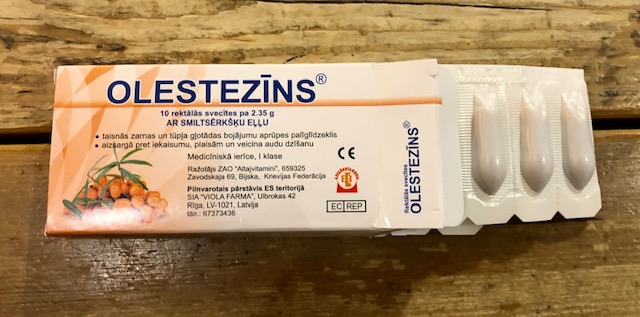 OLESTEZĪNS®
10 rektālās svecītes pa 2.35 g
AR SMILTSĒRKŠĶU EĻĻU
• taisnās zarnas un tūpļa gļotādas bojājumu aprūpes palīglīdzeklis
• aizsargā pret iekaisumu, plaisām un veicina audu dzīšanu
Medicīniskā ierīce, I klase
CE
Ražotājs ZAO "Altajvitamini", 659325
Zavodskaja 69, Bijska, Krievijas Federācija
Pilnvarotais pārstāvis ES teritorijā
SIA "VIOLA FARMA", Ulbrokas 42
Rīga, LV-1021, Latvija
tālr.: 67373436
EC REP
Rektālās svecītes
OLESTEZĪNS®